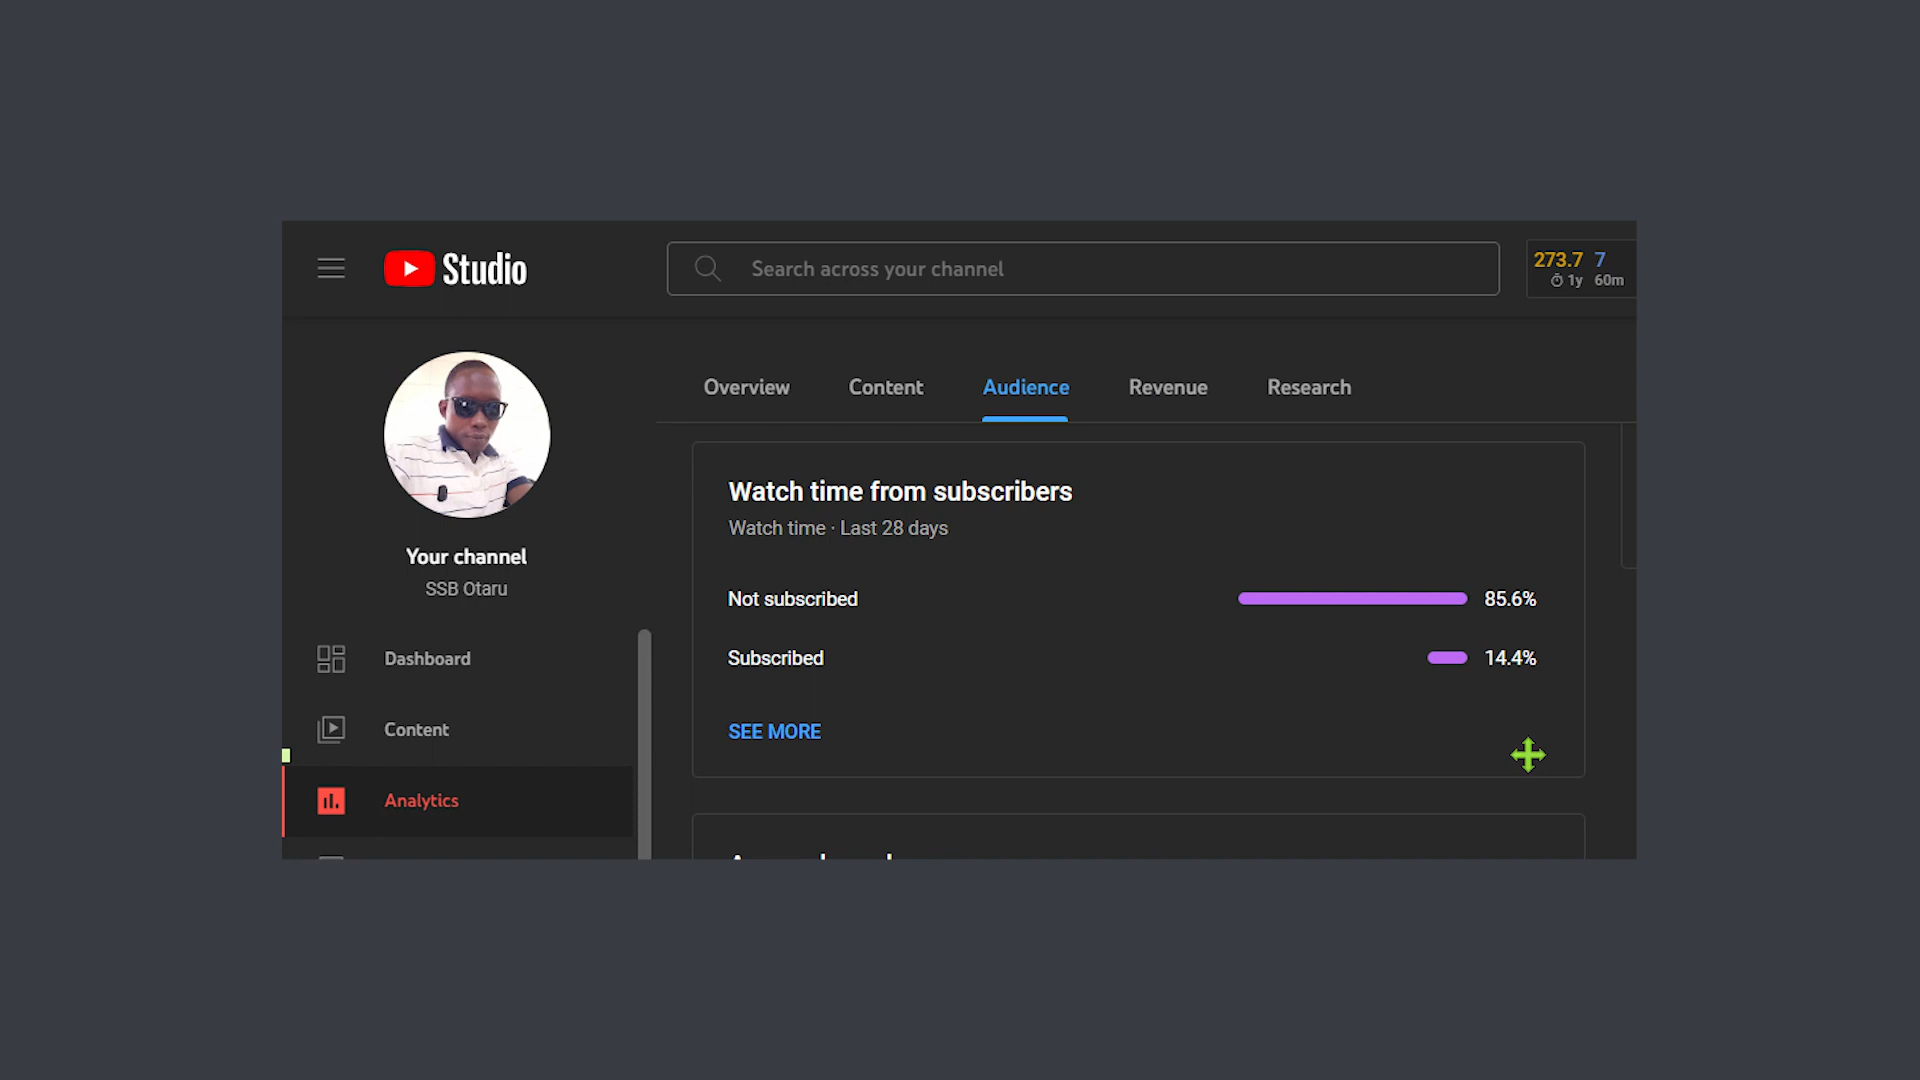 Studio
Search across your channel
273.7 7
1y 60m
Overview Content Audience Revenue Research
Watch time from subscribers
Watch time · Last 28 days
Your channel
SSB Otaru
Not subscribed 85.6%
Subscribed 14.4%
SEE MORE
Dashboard
Content
Analytics